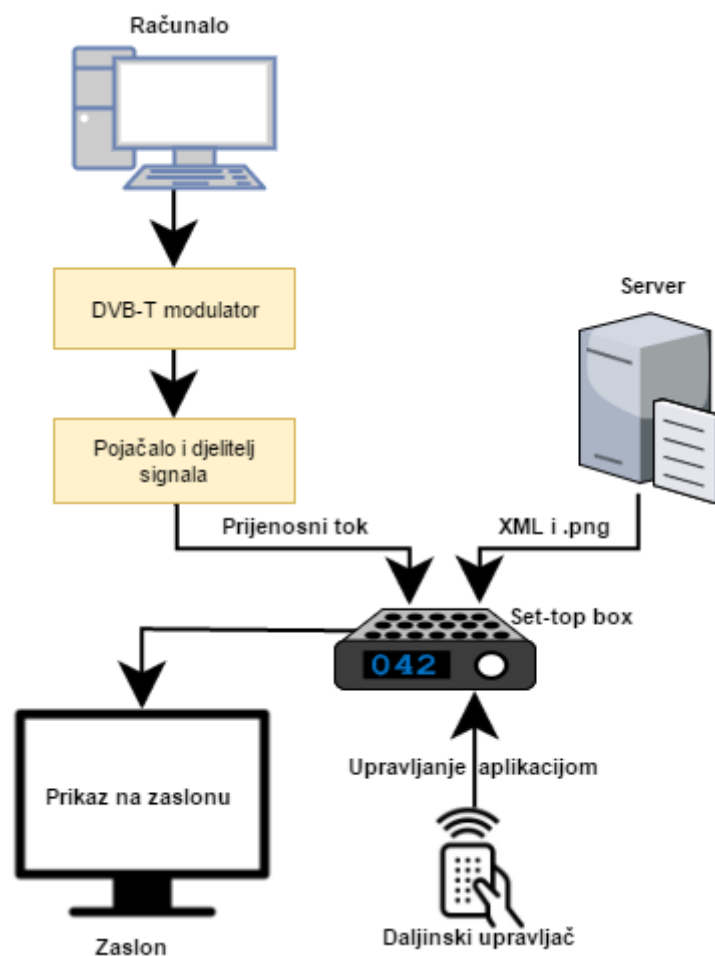 Računalo
DVB-T modulator
Server
Pojačalo i djelitelj
signala
Prijenosni tok
XML i .png
Set-top box
042
Upravljanje aplikacijom
Prikaz na zaslonu
Daljinski upravljač
Zaslon